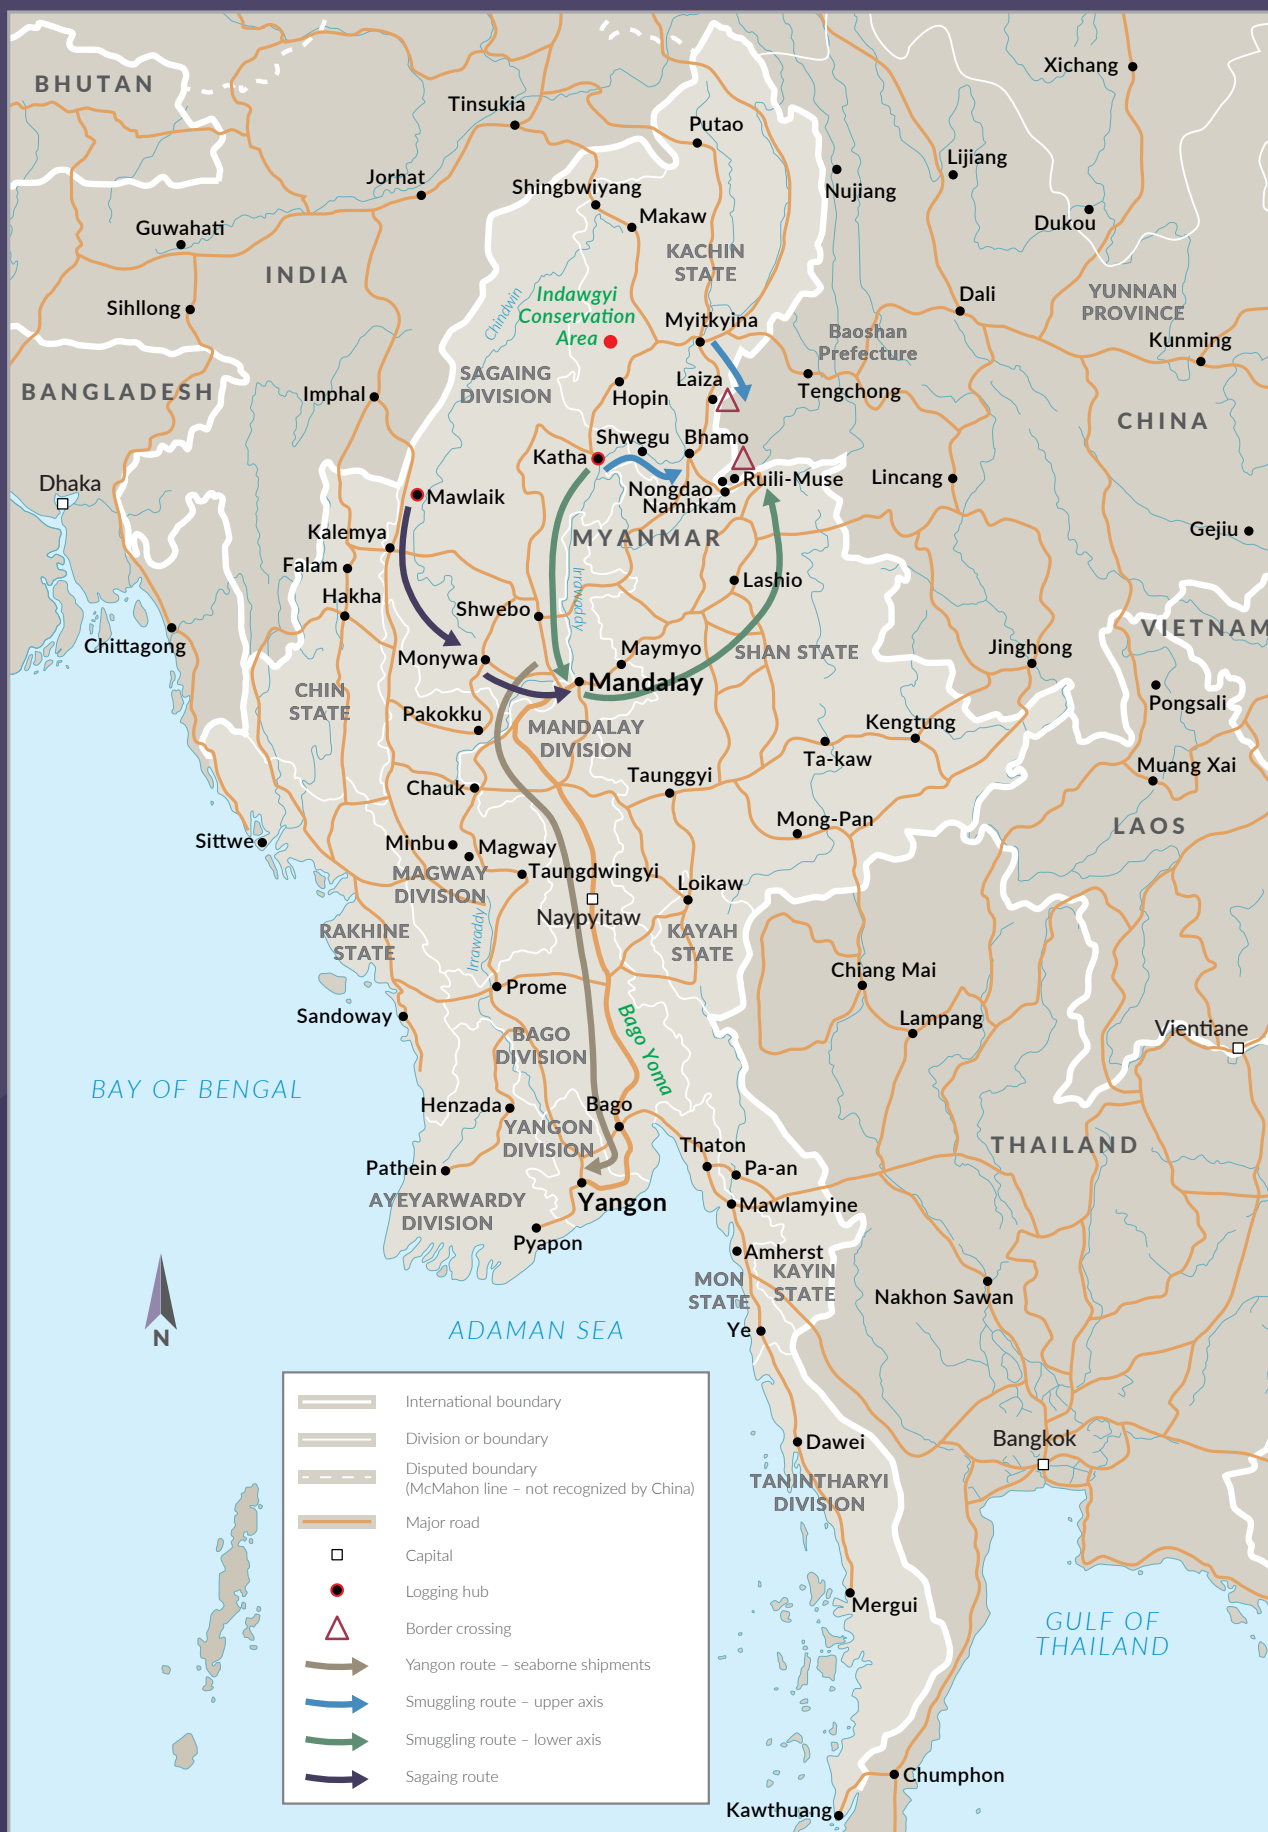 BHUTAN
Xichang
Tinsukia
Putao
Lijiang
Jorhat
Shingbwiyang
Nujiang
Makaw
Dukou
Guwahati
KACHIN
STATE
INDIA
Chindwin
Indawgyi
Conservation
Area
Dali
YUNNAN
PROVINCE
Sihllong
Myitkyina
Baoshan
Prefecture
Kunming
SAGAING
DIVISION
Laiza
BANGLADESH
Imphal
Hopin
Tengchong
CHINA
Shwegu
Bhamo
Katha
Dhaka
Mawlaik
Nongdao
Ruili-Muse
Lincang
Namhkam
Kalemya
MYANMAR
Gejiu
Falam
Irrawaddy
Lashio
Hakha
Shwebo
VIETNAM
Chittagong
Monywa
Maymyo
SHAN STATE
Jinghong
Mandalay
CHIN
STATE
Pongsali
Pakokku
MANDALAY
DIVISION
Kengtung
Ta-kaw
Muang Xai
Chauk
Taunggyi
Mong-Pan
LAOS
Sittwe
Minbu
Magway
MAGWAY
DIVISION
Taungdwingyi
Loikaw
Naypyitaw
RAKHINE
STATE
Irrawaddy
KAYAH
STATE
Chiang Mai
Prome
Sandoway
Lampang
Bago Yoma
Vientiane
BAGO
DIVISION
BAY OF BENGAL
Henzada
Bago
YANGON
DIVISION
Thaton
THAILAND
Pathein
Pa-an
AYEYARWARDY
DIVISION
Yangon
Mawlamyine
Pyapon
Amherst
MON
STATE
KAYIN
STATE
Nakhon Sawan
N
ADAMAN SEA
Ye
International boundary
Division or boundary
Disputed boundary
(McMahon line – not recognized by China)
Major road
Capital
Logging hub
Border crossing
Yangon route – seaborne shipments
Smuggling route – upper axis
Smuggling route – lower axis
Sagaing route
Dawei
Bangkok
TANINTHARYI
DIVISION
Mergui
GULF OF
THAILAND
Chumphon
Kawthuang